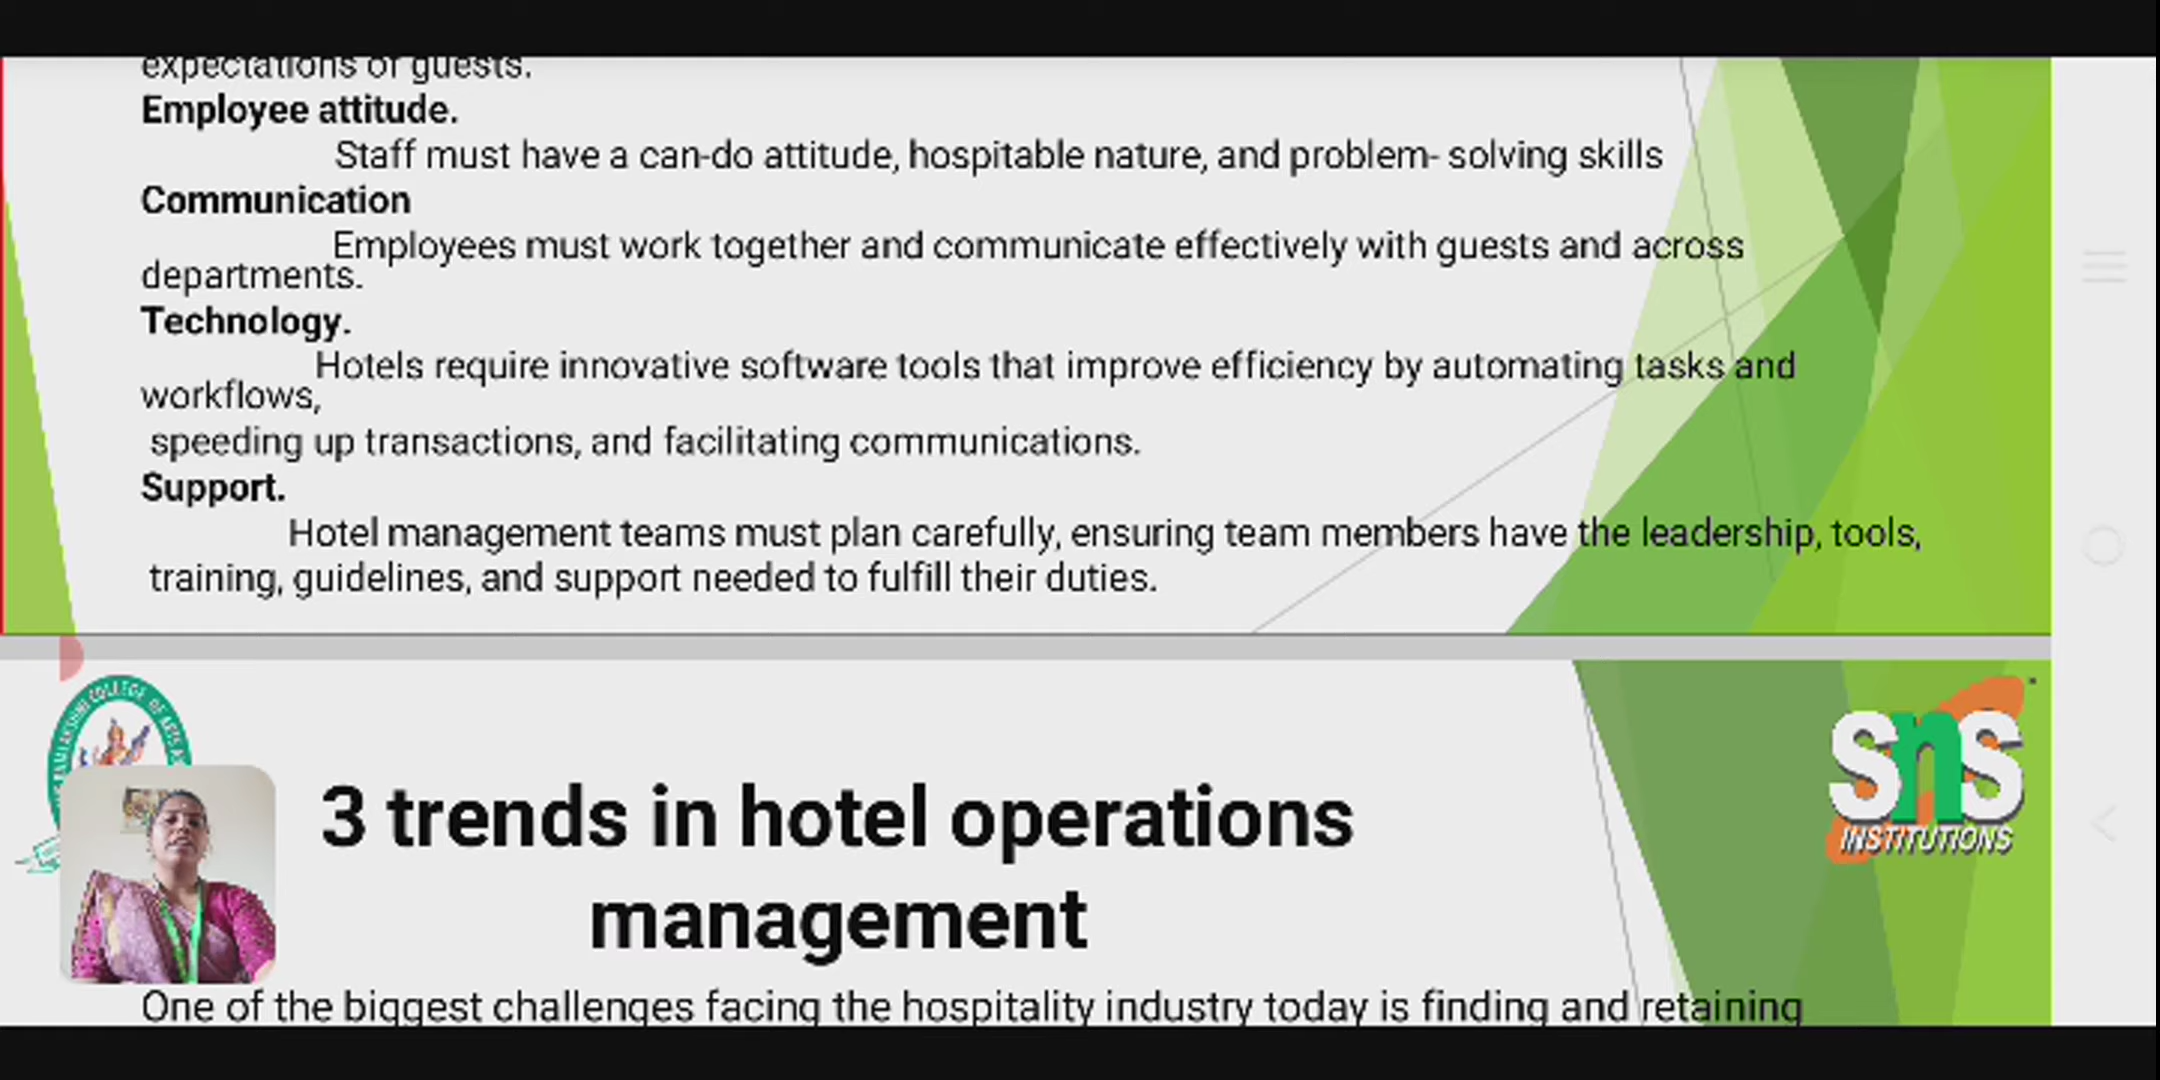 expectations of guests.
Employee attitude.
Staff must have a can-do attitude, hospitable nature, and problem- solving skills
Communication
Employees must work together and communicate effectively with guests and across
departments.
Technology.
Hotels require innovative software tools that improve efficiency by automating tasks and
workflows,
speeding up transactions, and facilitating communications.
Support.
Hotel management teams must plan carefully, ensuring team members have the leadership, tools,
training, guidelines, and support needed to fulfill their duties.
COLLEGE OF
SnS
INSTITUTIONS
3 trends in hotel operations
management
One of the biggest challenges facing the hospitality industry today is finding and retaining